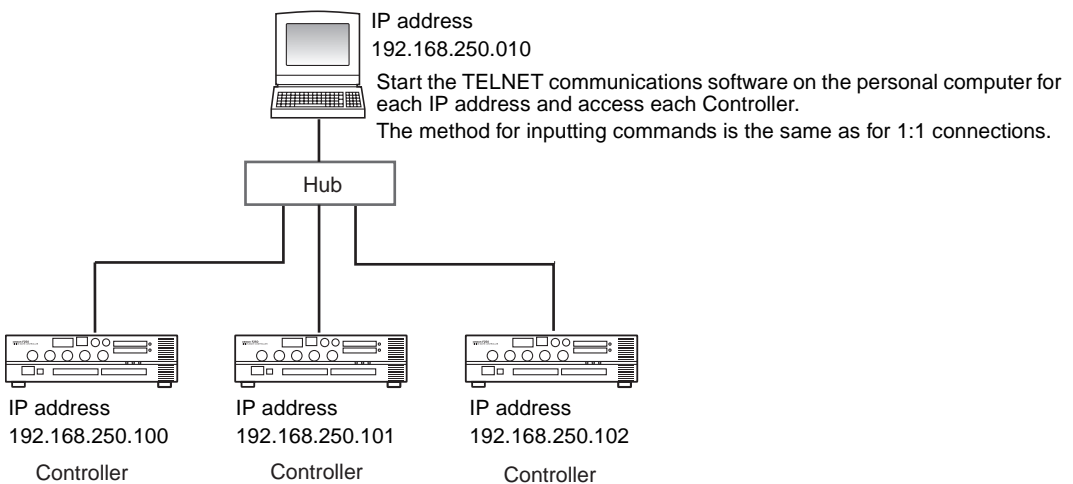 IP address
192.168.250.010
Start the TELNET communications software on the personal computer for
each IP address and access each Controller.
The method for inputting commands is the same as for 1:1 connections.
Hub
IP address
192.168.250.100
Controller
IP address
192.168.250.101
Controller
IP address
192.168.250.102
Controller